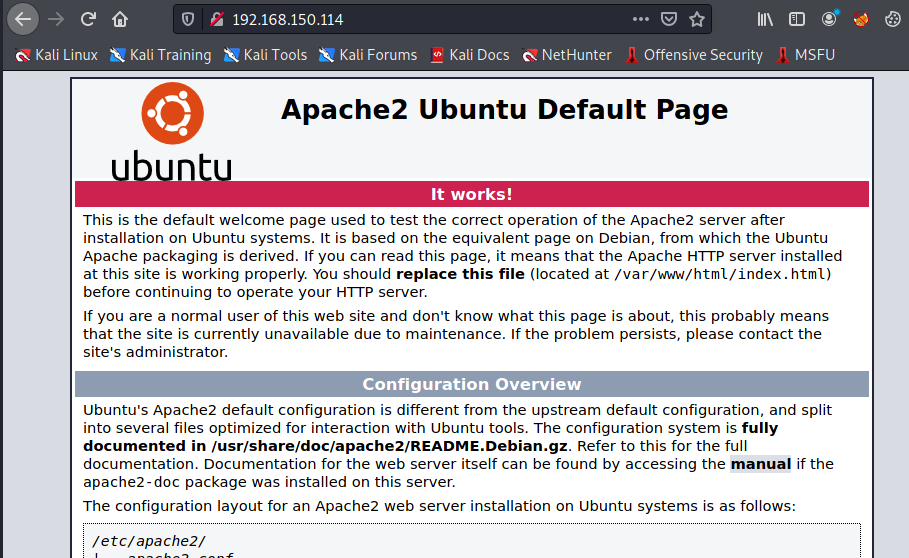 192.168.150.114
Kali Linux Kali Training Kali Tools Kali Forums Kali Docs NetHunter Offensive Security MSFU
ubuntu
Apache2 Ubuntu Default Page
It works!
This is the default welcome page used to test the correct operation of the Apache2 server after
installation on Ubuntu systems. It is based on the equivalent page on Debian, from which the Ubuntu
Apache packaging is derived. If you can read this page, it means that the Apache HTTP server installed
at this site is working properly. You should replace this file (located at /var/www/html/index.html)
before continuing to operate your HTTP server.
If you are a normal user of this web site and don't know what this page is about, this probably means
that the site is currently unavailable due to maintenance. If the problem persists, please contact the
site's administrator.
Configuration Overview
Ubuntu's Apache2 default configuration is different from the upstream default configuration, and split
into several files optimized for interaction with Ubuntu tools. The configuration system is fully
documented in /usr/share/doc/apache2/README.Debian.gz. Refer to this for the full
documentation. Documentation for the web server itself can be found by accessing the manual if the
apache2-doc package was installed on this server.
The configuration layout for an Apache2 web server installation on Ubuntu systems is as follows:
/etc/apache2/
|-- apache2.conf